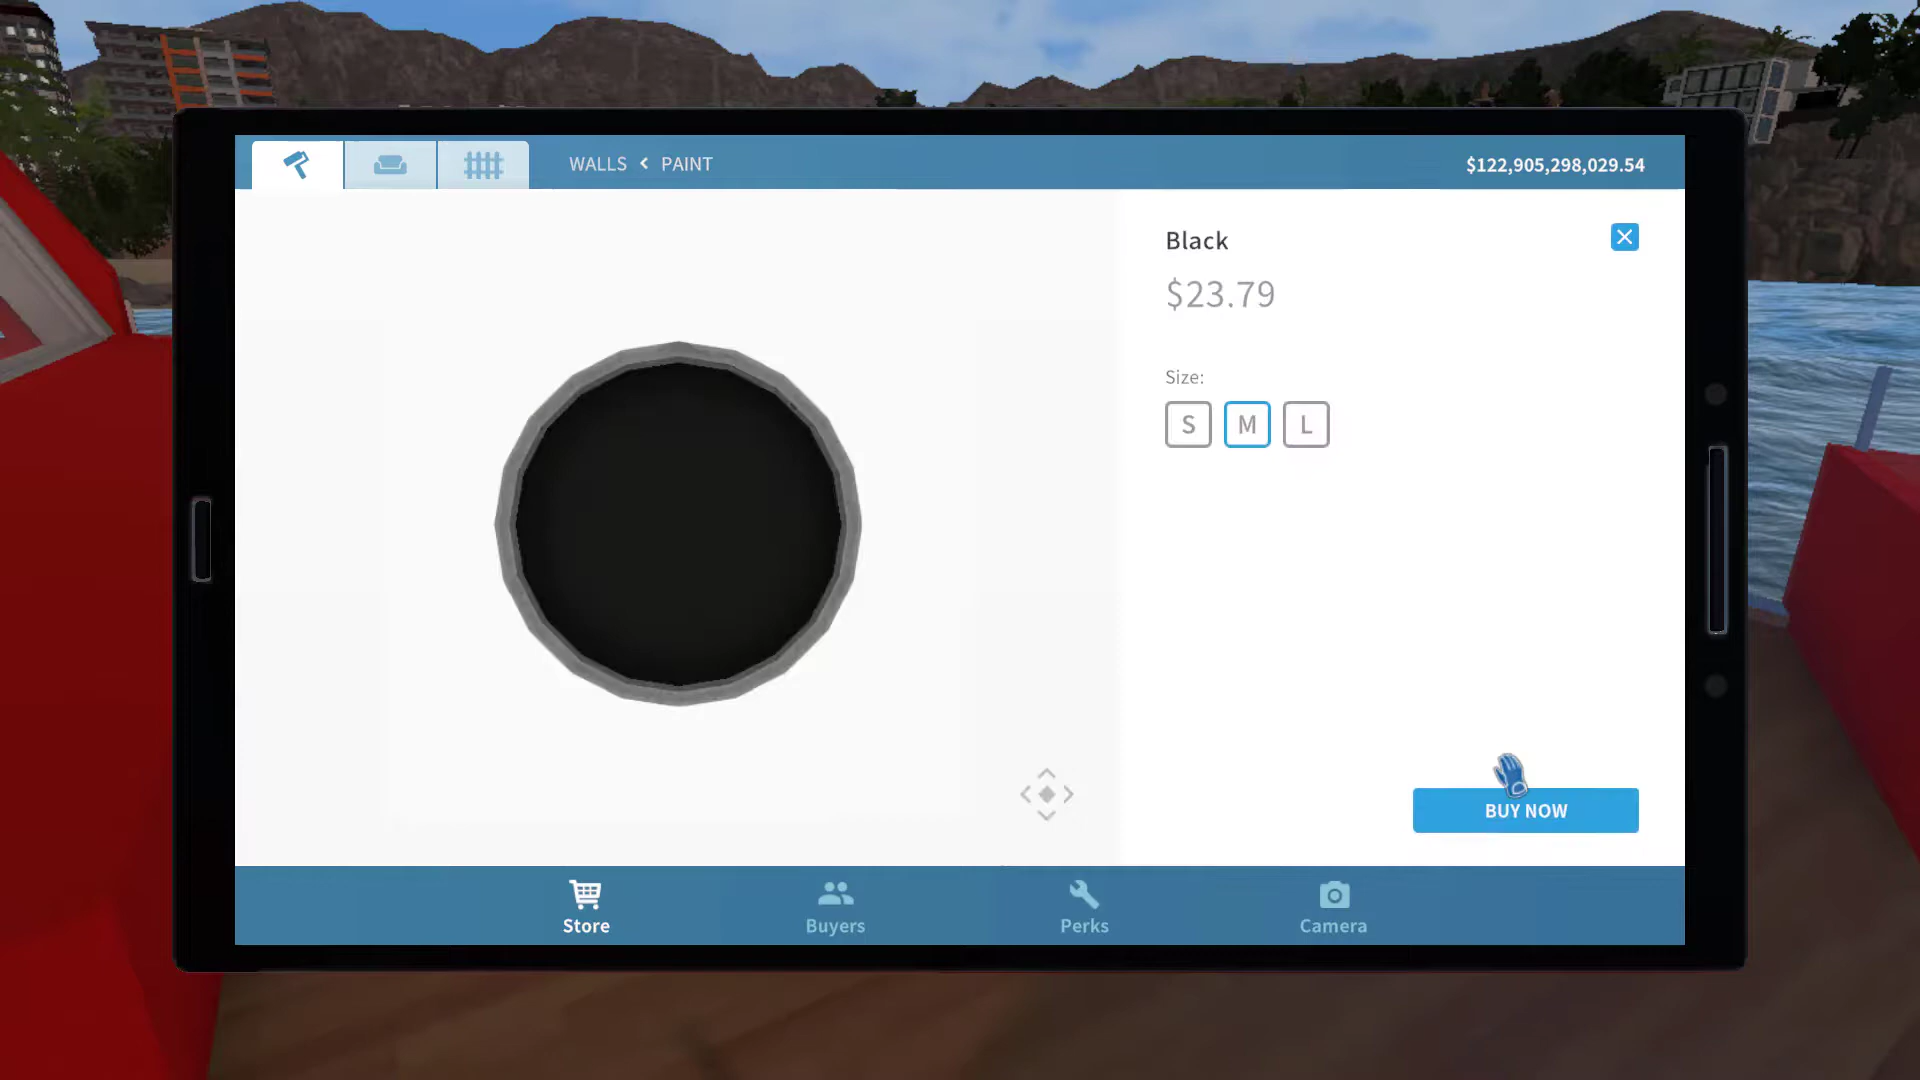 WALLS < PAINT
$122,905,298,029.54
Black
$23.79
Size:
S M L
BUY NOW
Store
Buyers
Perks
Camera